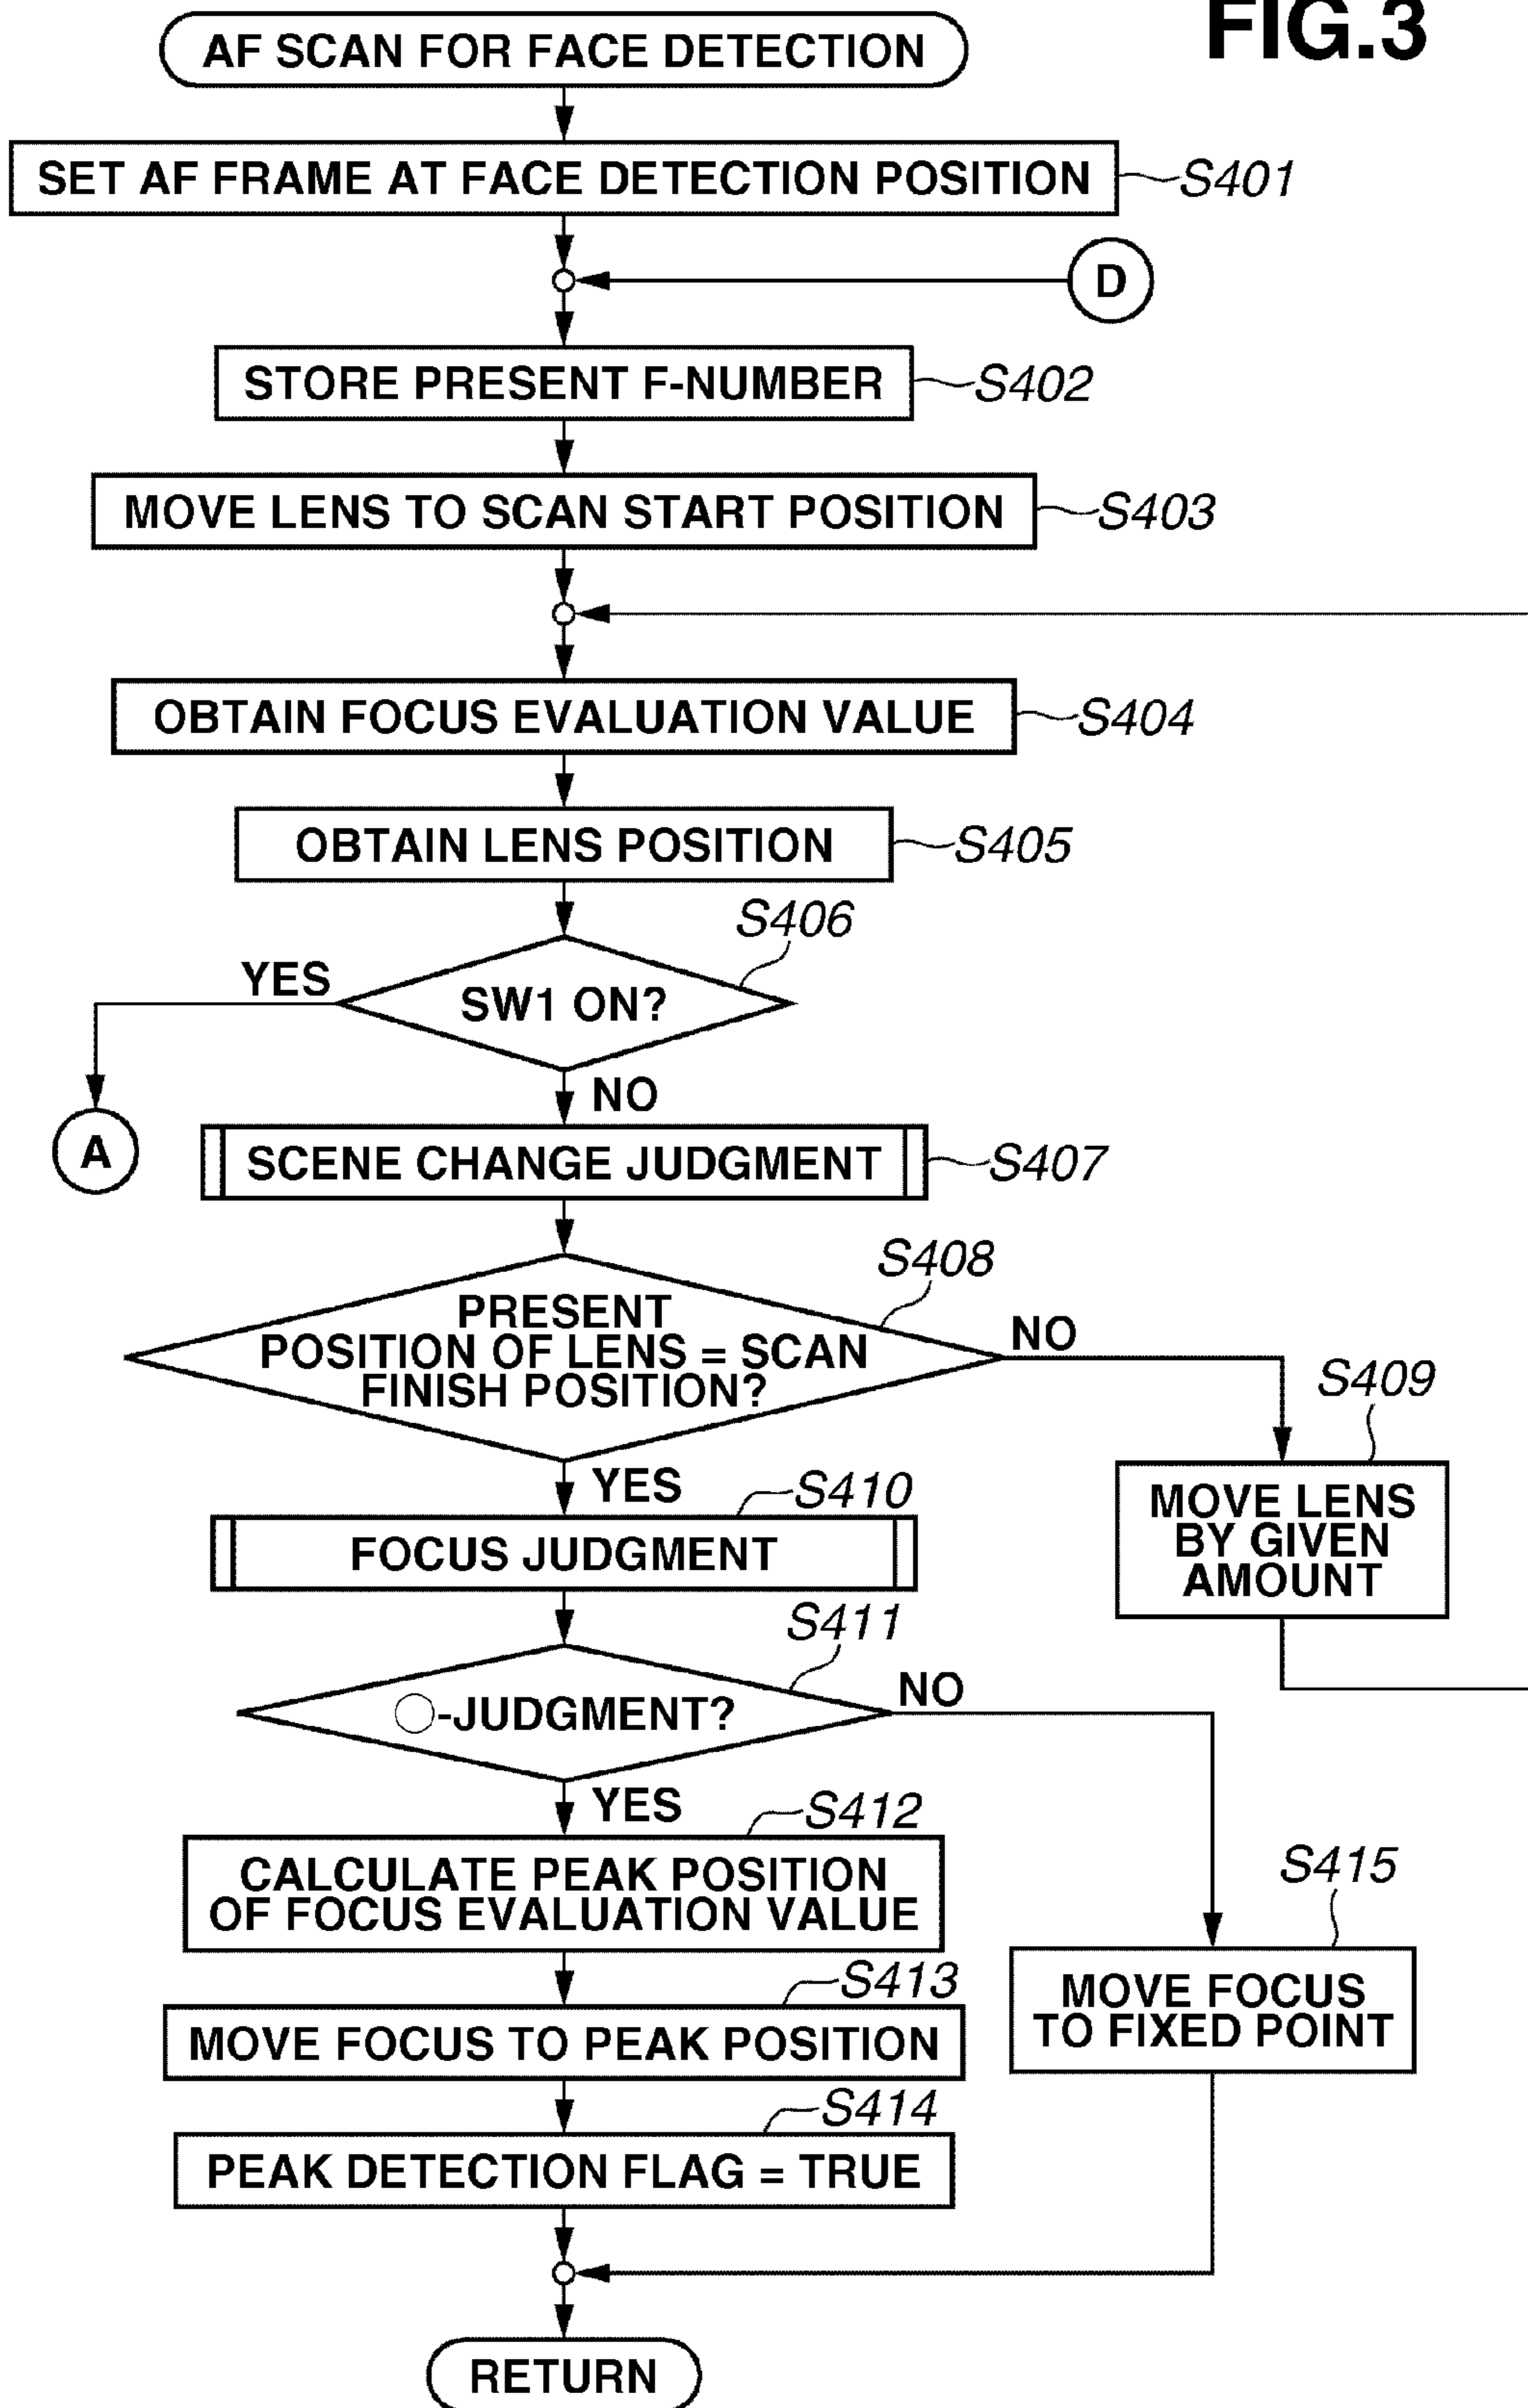 FIG.3
AF SCAN FOR FACE DETECTION
SET AF FRAME AT FACE DETECTION POSITION
S401
D
STORE PRESENT F-NUMBER
S402
MOVE LENS TO SCAN START POSITION
S403
OBTAIN FOCUS EVALUATION VALUE
S404
OBTAIN LENS POSITION
S405
S406
YES
SW1 ON?
NO
A
SCENE CHANGE JUDGMENT
S407
S408
PRESENT
POSITION OF LENS = SCAN
FINISH POSITION?
NO
S409
MOVE LENS
BY GIVEN
AMOUNT
YES
S410
FOCUS JUDGMENT
S411
◯-JUDGMENT?
NO
YES
S412
CALCULATE PEAK POSITION
OF FOCUS EVALUATION VALUE
S415
MOVE FOCUS
TO FIXED POINT
S413
MOVE FOCUS TO PEAK POSITION
S414
PEAK DETECTION FLAG = TRUE
RETURN